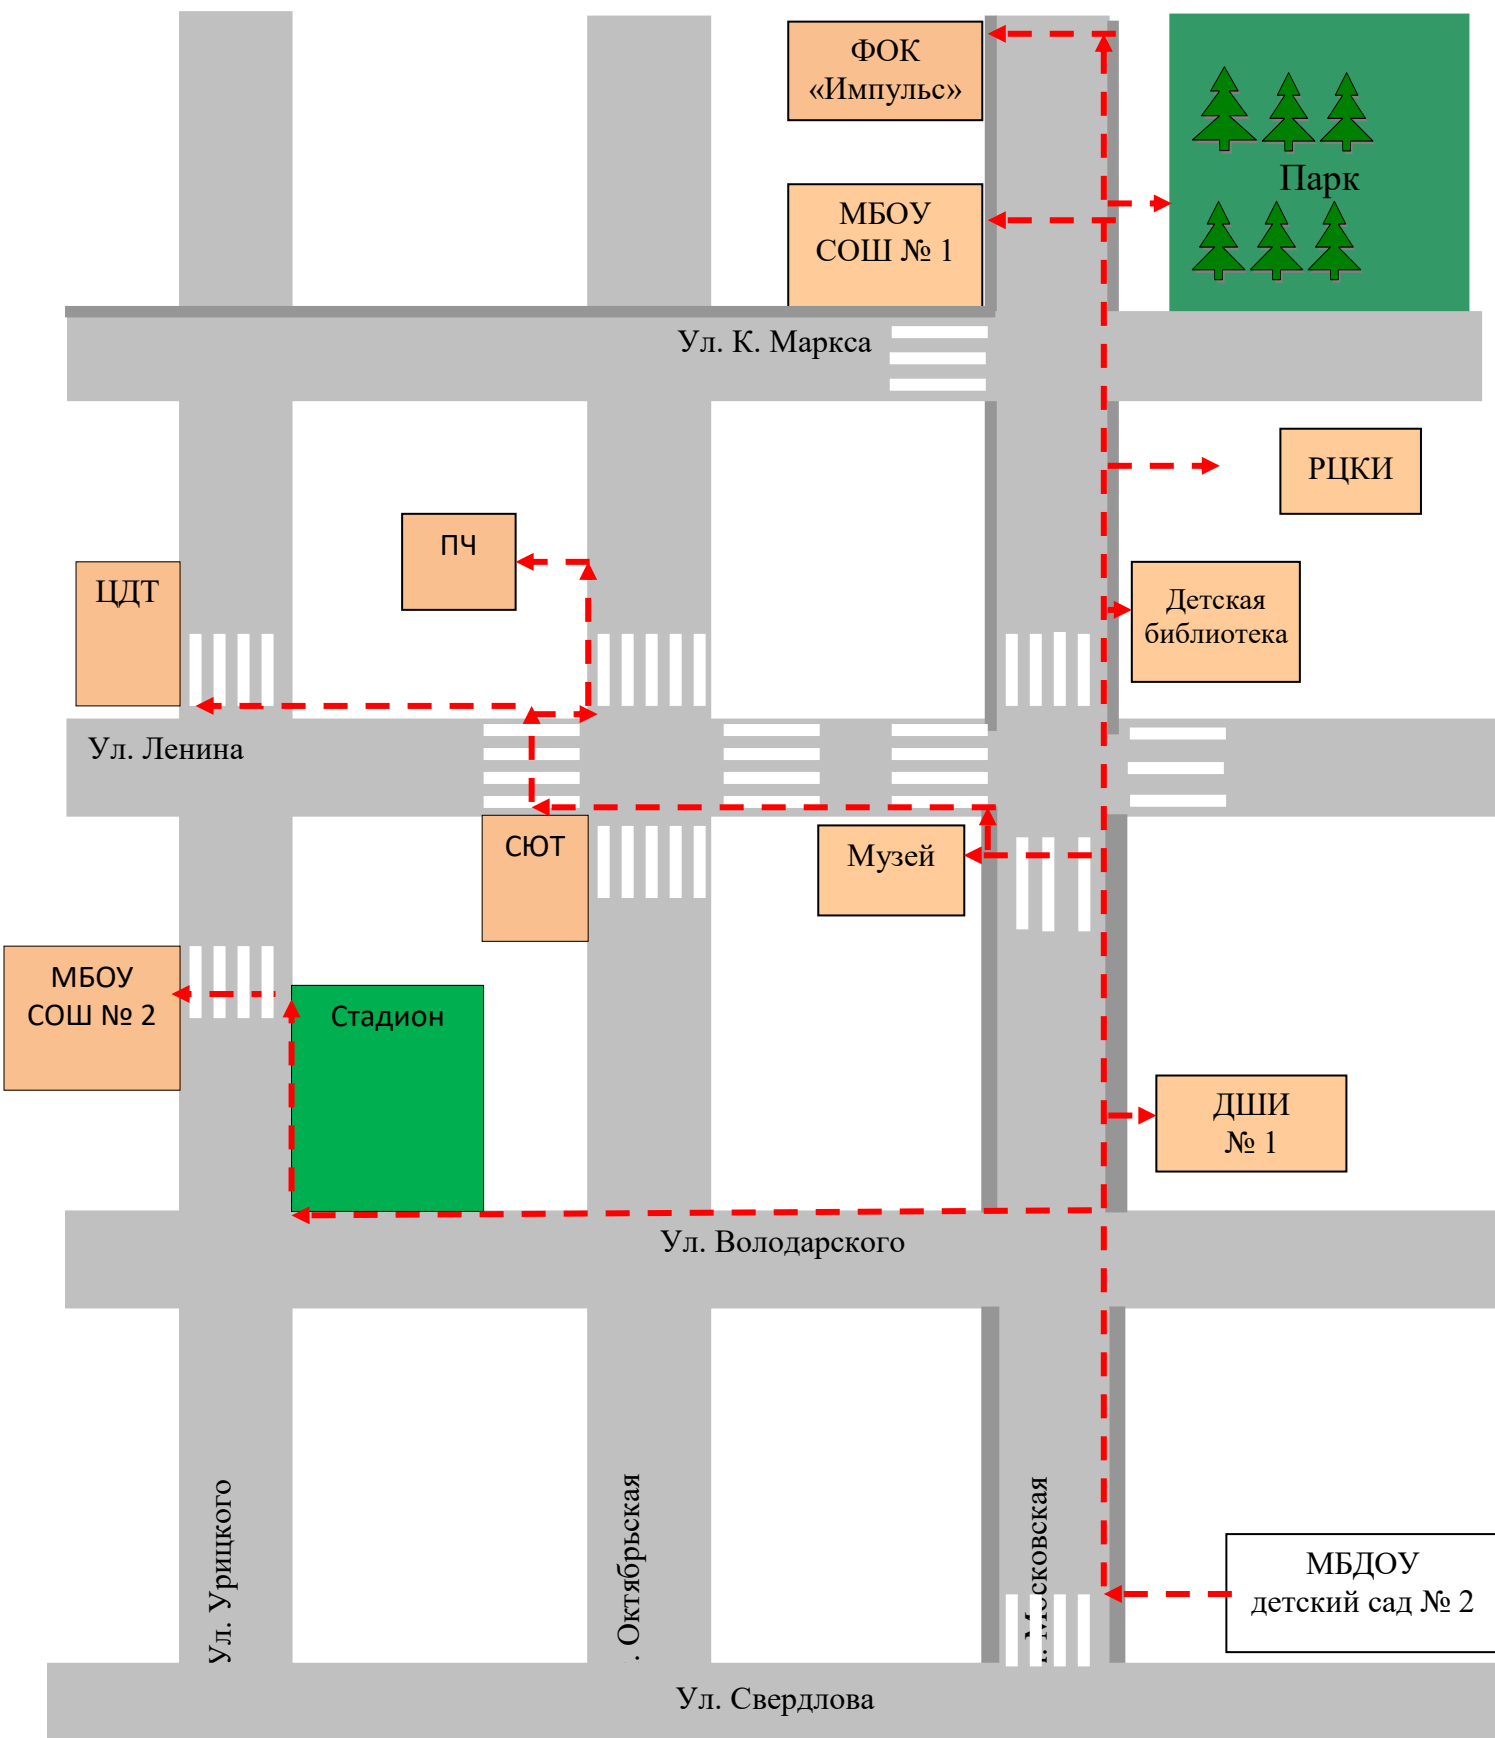 ФОК
«Импульс»
Парк
МБОУ
СОШ № 1
Ул. К. Маркса
РЦКИ
ПЧ
ЦДТ
Детская
библиотека
Ул. Ленина
СЮТ
Музей
МБОУ
СОШ № 2
Стадион
ДШИ
№ 1
Ул. Володарского
Ул. Урицкого
. Октябрьская
Московская
МБДОУ
детский сад № 2
Ул. Свердлова